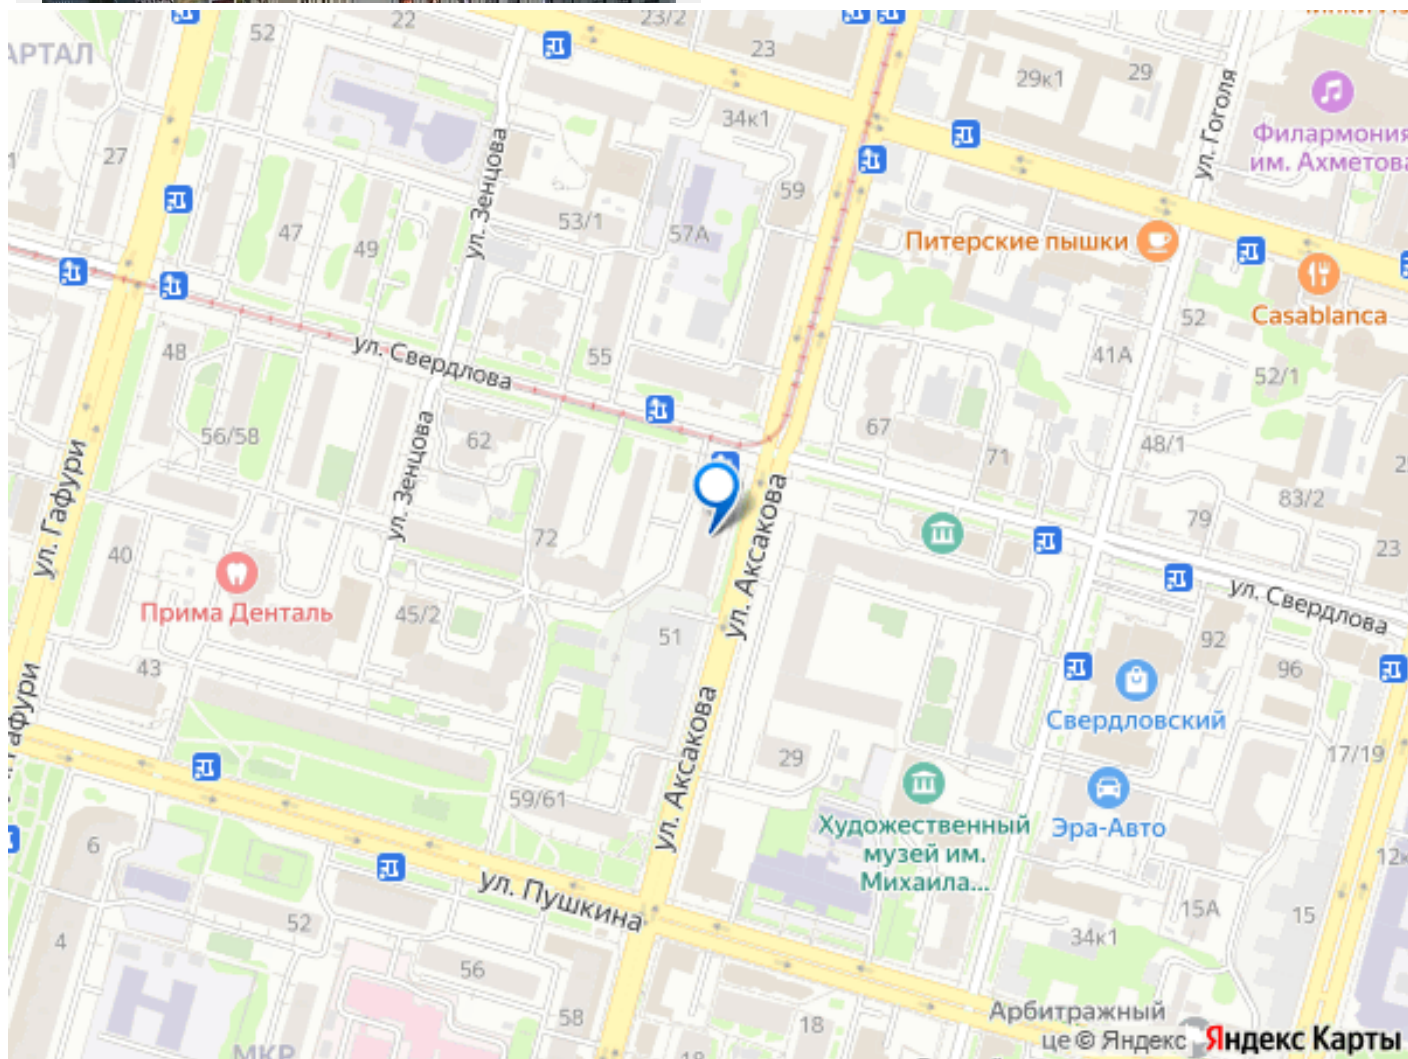 22
23/2
52
23
29к1
29
АРТАЛ
34к1
ул. Гоголя
Филармония
им. Ахметова
27
ул. Зенцова
59
53/1
57А
47
49
Питерские пышки
Casablanca
52
48
ул. Свердлова
55
41А
52/1
56/58
62
67
71
48/1
ул. Гафури
ул. Зенцова
ул. Аксакова
83/2
79
23
40
72
Прима Денталь
45/2
51
ул. Свердлова
92
96
43
Свердловский
ул. Аксакова
29
17/19
59/61
Художественный
музей им.
Михаила...
Эра-Авто
6
ул. Пушкина
52
15А
15
4
56
34к1
58
18
Арбитражный
це © Яндекс
Яндекс Карты